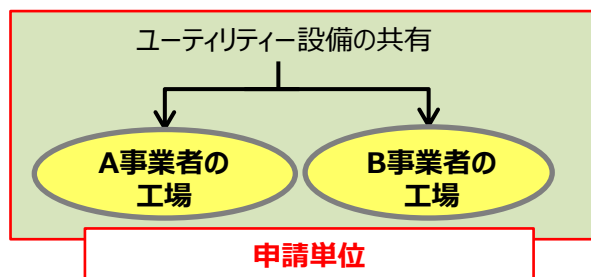 ユーティリティー設備の共有
A事業者の
工場
B事業者の
工場
申請単位